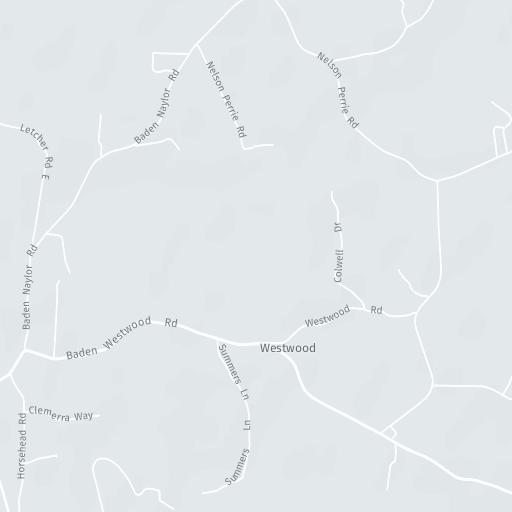 Nelson Perrie Rd
Nelson Perrie Rd
Baden Naylor Rd
Letcher Rd E
Colwell Dr
Baden Naylor Rd
Westwood Rd
Baden Westwood Rd
Westwood
Summers Ln
Clemerra Way
Horsehead Rd
Summers Ln